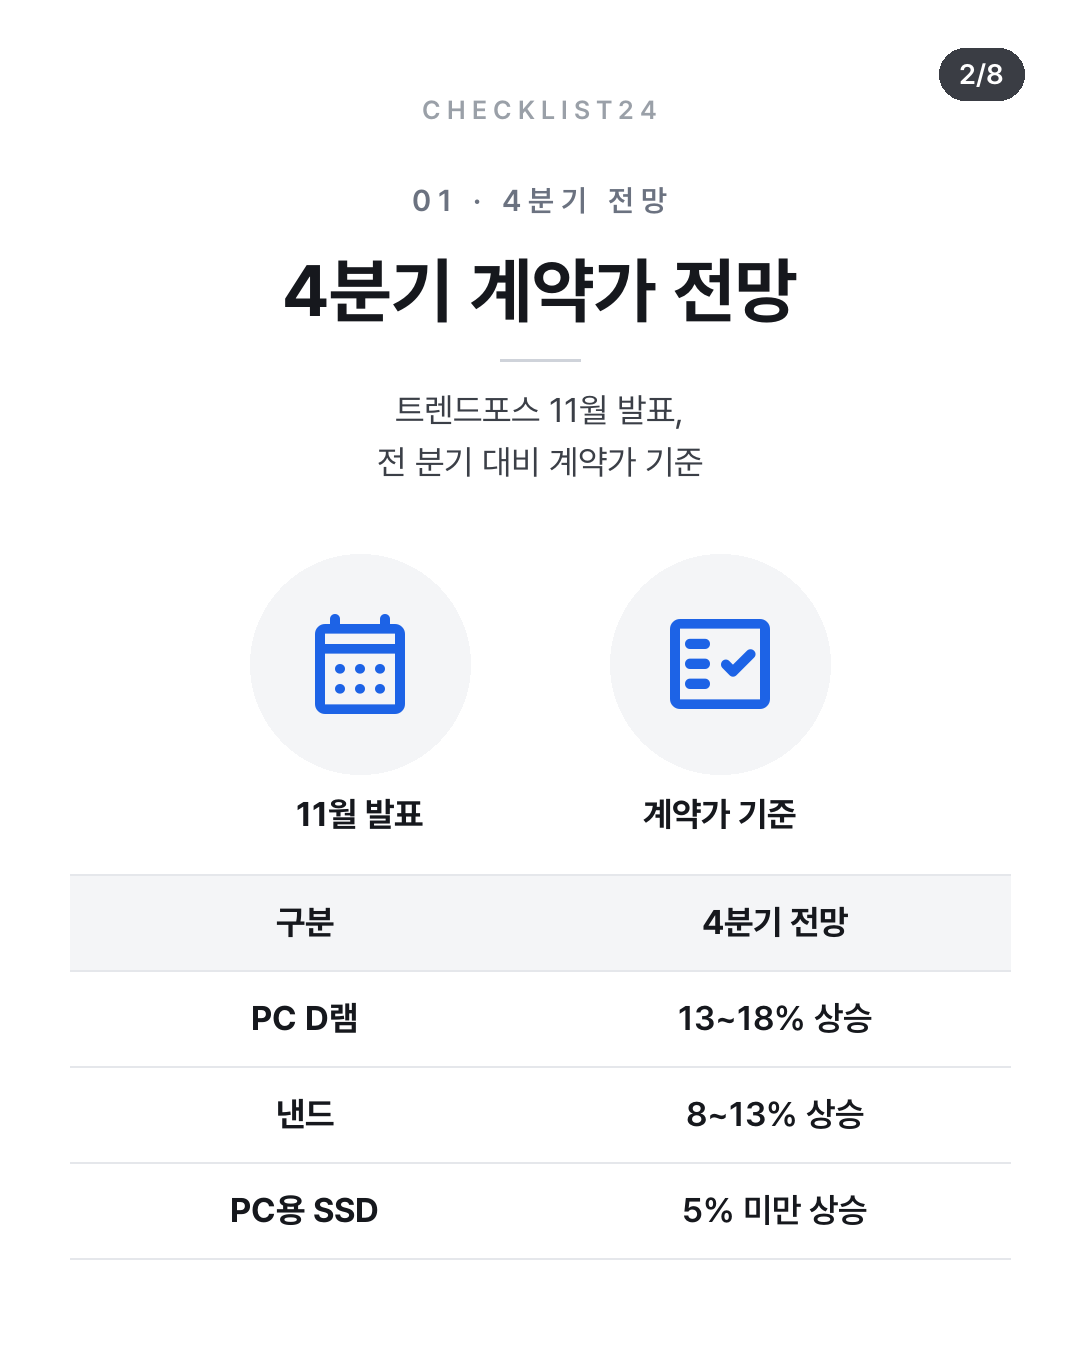 2/8
CHECKLIST24
01 · 4분기 전망
4분기 계약가 전망
트렌드포스 11월 발표,
전 분기 대비 계약가 기준
11월 발표
계약가 기준
구분 4분기 전망
PC D램 13~18% 상승
낸드 8~13% 상승
PC용 SSD 5% 미만 상승